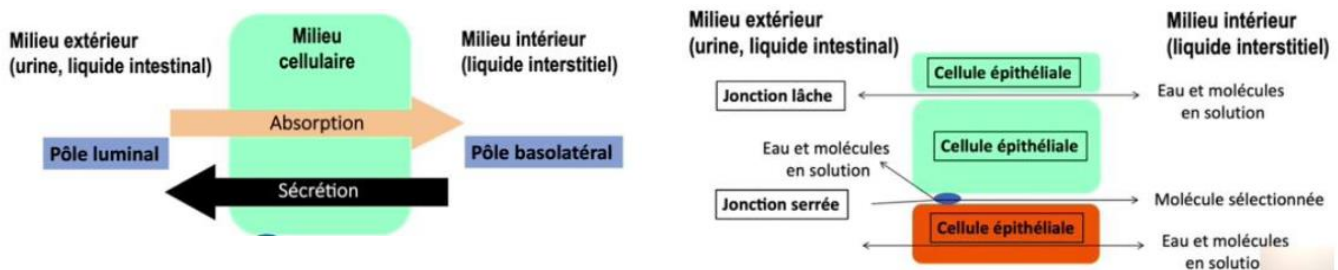 Milieu extérieur
(urine, liquide intestinal)
Milieu
cellulaire
Milieu intérieur
(liquide interstitiel)
Absorption
Pôle luminal
Pôle basolatéral
Sécrétion
Milieu extérieur
(urine, liquide intestinal)
Milieu intérieur
(liquide interstitiel)
Cellule épithéliale
Jonction lâche
Eau et molécules
en solution
Cellule épithéliale
Eau et molécules
en solution
Jonction serrée
Molécule sélectionnée
Cellule épithéliale
Eau et molécules
en solutio